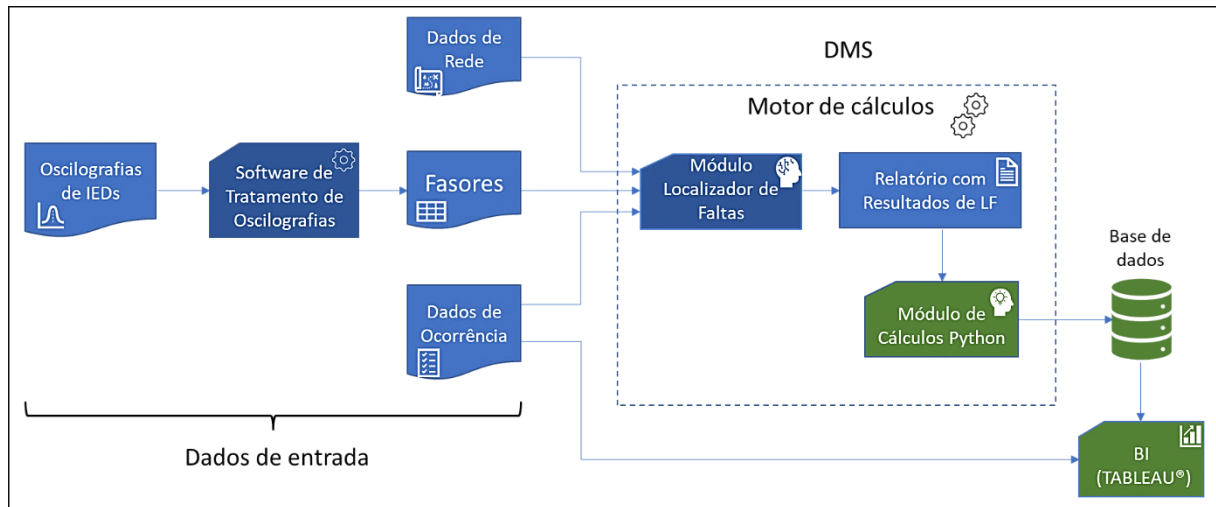 Dados de
Rede
DMS
Motor de cálculos
Oscilografias
de IEDs
Software de
Tratamento de
Oscilografias
Fasores
Módulo
Localizador de
Faltas
Relatório com
Resultados de LF
Base de
dados
Dados de
Ocorrência
Módulo de
Cálculos Python
Dados de entrada
BI
(TABLEAU®)